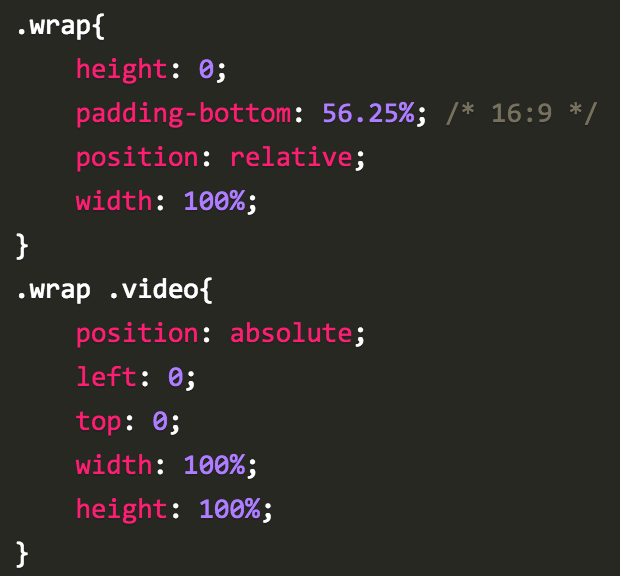 .wrap{
    height: 0;
    padding-bottom: 56.25%; /* 16:9 */
    position: relative;
    width: 100%;
}
.wrap .video{
    position: absolute;
    left: 0;
    top: 0;
    width: 100%;
    height: 100%;
}